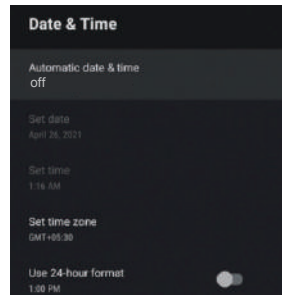 Date & Time
Automatic date & time
off
Set date
April 26, 2021
Set time
1:16 AM
Set time zone
GMT+05:30
Use 24-hour format
1:00 PM